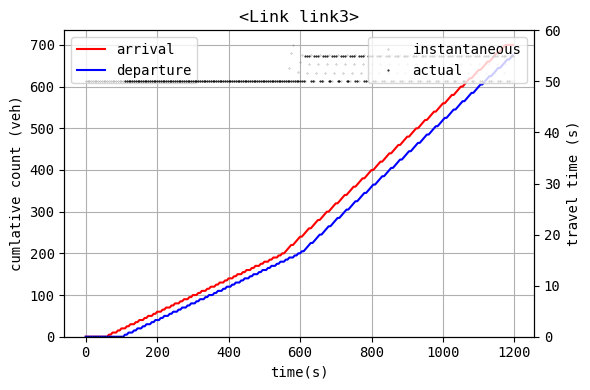 <Link link3>
arrival
departure
instantaneous
actual
cumlative count (veh)
700
600
500
400
300
200
100
0
travel time (s)
60
50
40
30
20
10
0
0 200 400 600 800 1000 1200
time(s)